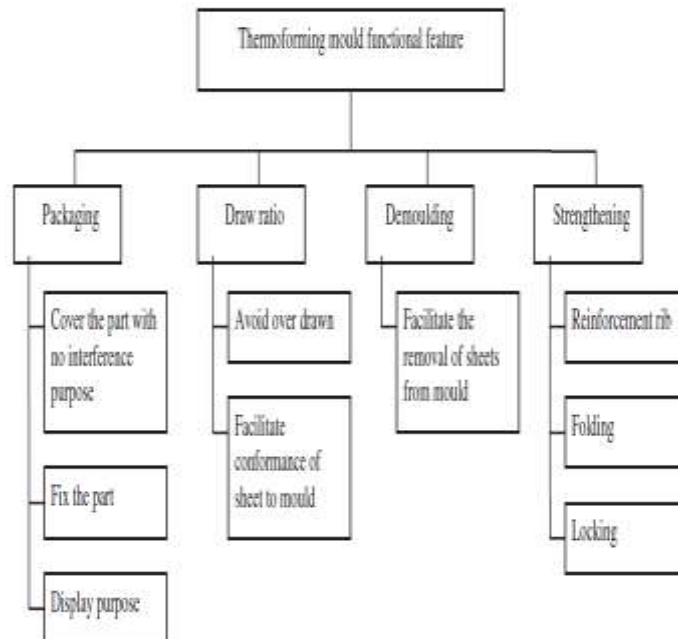 Thermoforming mould functional feature
Packaging
Draw ratio
Demoulding
Strengthening
Cover the part with
no interference
purpose
Fix the part
Display purpose
Avoid over drawn
Facilitate
conformance of
sheet to mould
Facilitate the
removal of sheets
from mould
Reinforcement rib
Folding
Locking